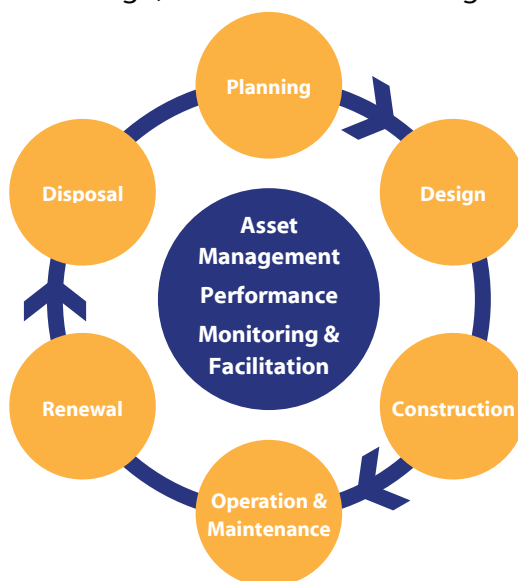 Planning
Design
Construction
Operation &
Maintenance
Renewal
Disposal
Asset
Management
Performance
Monitoring &
Facilitation